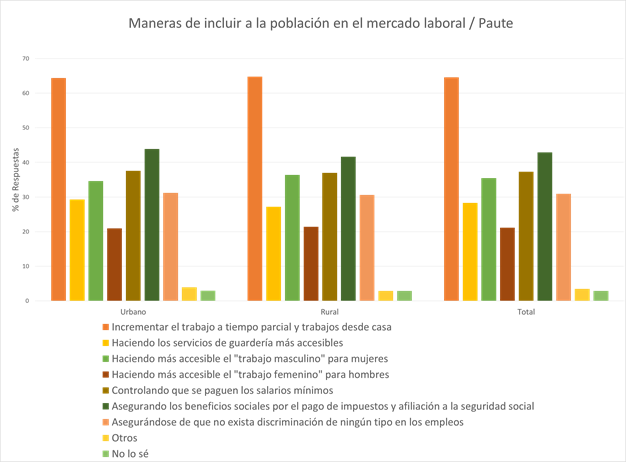 Maneras de incluir a la población en el mercado laboral / Paute
70
60
50
40
30
20
10
0
% de Respuestas
Urbano Rural Total
Incrementar el trabajo a tiempo parcial y trabajos desde casa
Haciendo los servicios de guardería más accesibles
Haciendo más accesible el "trabajo masculino" para mujeres
Haciendo más accesible el "trabajo femenino" para hombres
Controlando que se paguen los salarios mínimos
Asegurando los beneficios sociales por el pago de impuestos y afiliación a la seguridad social
Asegurándose de que no exista discriminación de ningún tipo en los empleos
Otros
No lo sé